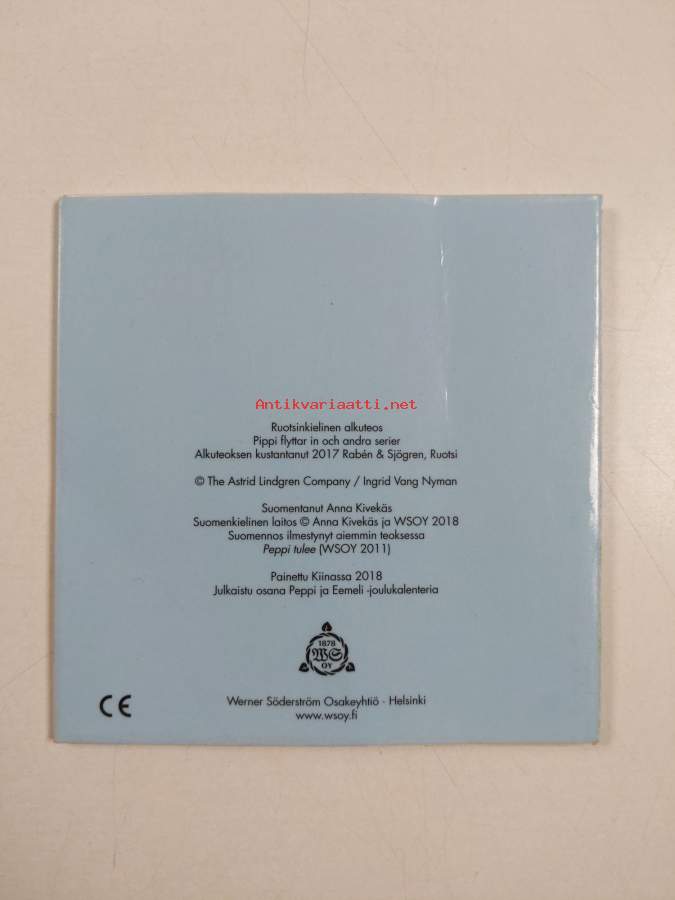 Antikvariaatti.net
Ruotsinkielinen alkuteos
Pippi flyttar in och andra serier
Alkuteoksen kustantanut 2017 Rabén & Sjögren, Ruotsi
© The Astrid Lindgren Company / Ingrid Vang Nyman
Suomentanut Anna Kivekäs
Suomenkielinen laitos © Anna Kivekäs ja WSOY 2018
Suomennos ilmestynyt aiemmin teoksessa
Peppi tulee (WSOY 2011)
Painettu Kiinassa 2018
Julkaistu osana Peppi ja Eemeli -joulukalenteria
1878
WS
OY
CE
Werner Söderström Osakeyhtiö · Helsinki
www.wsoy.fi